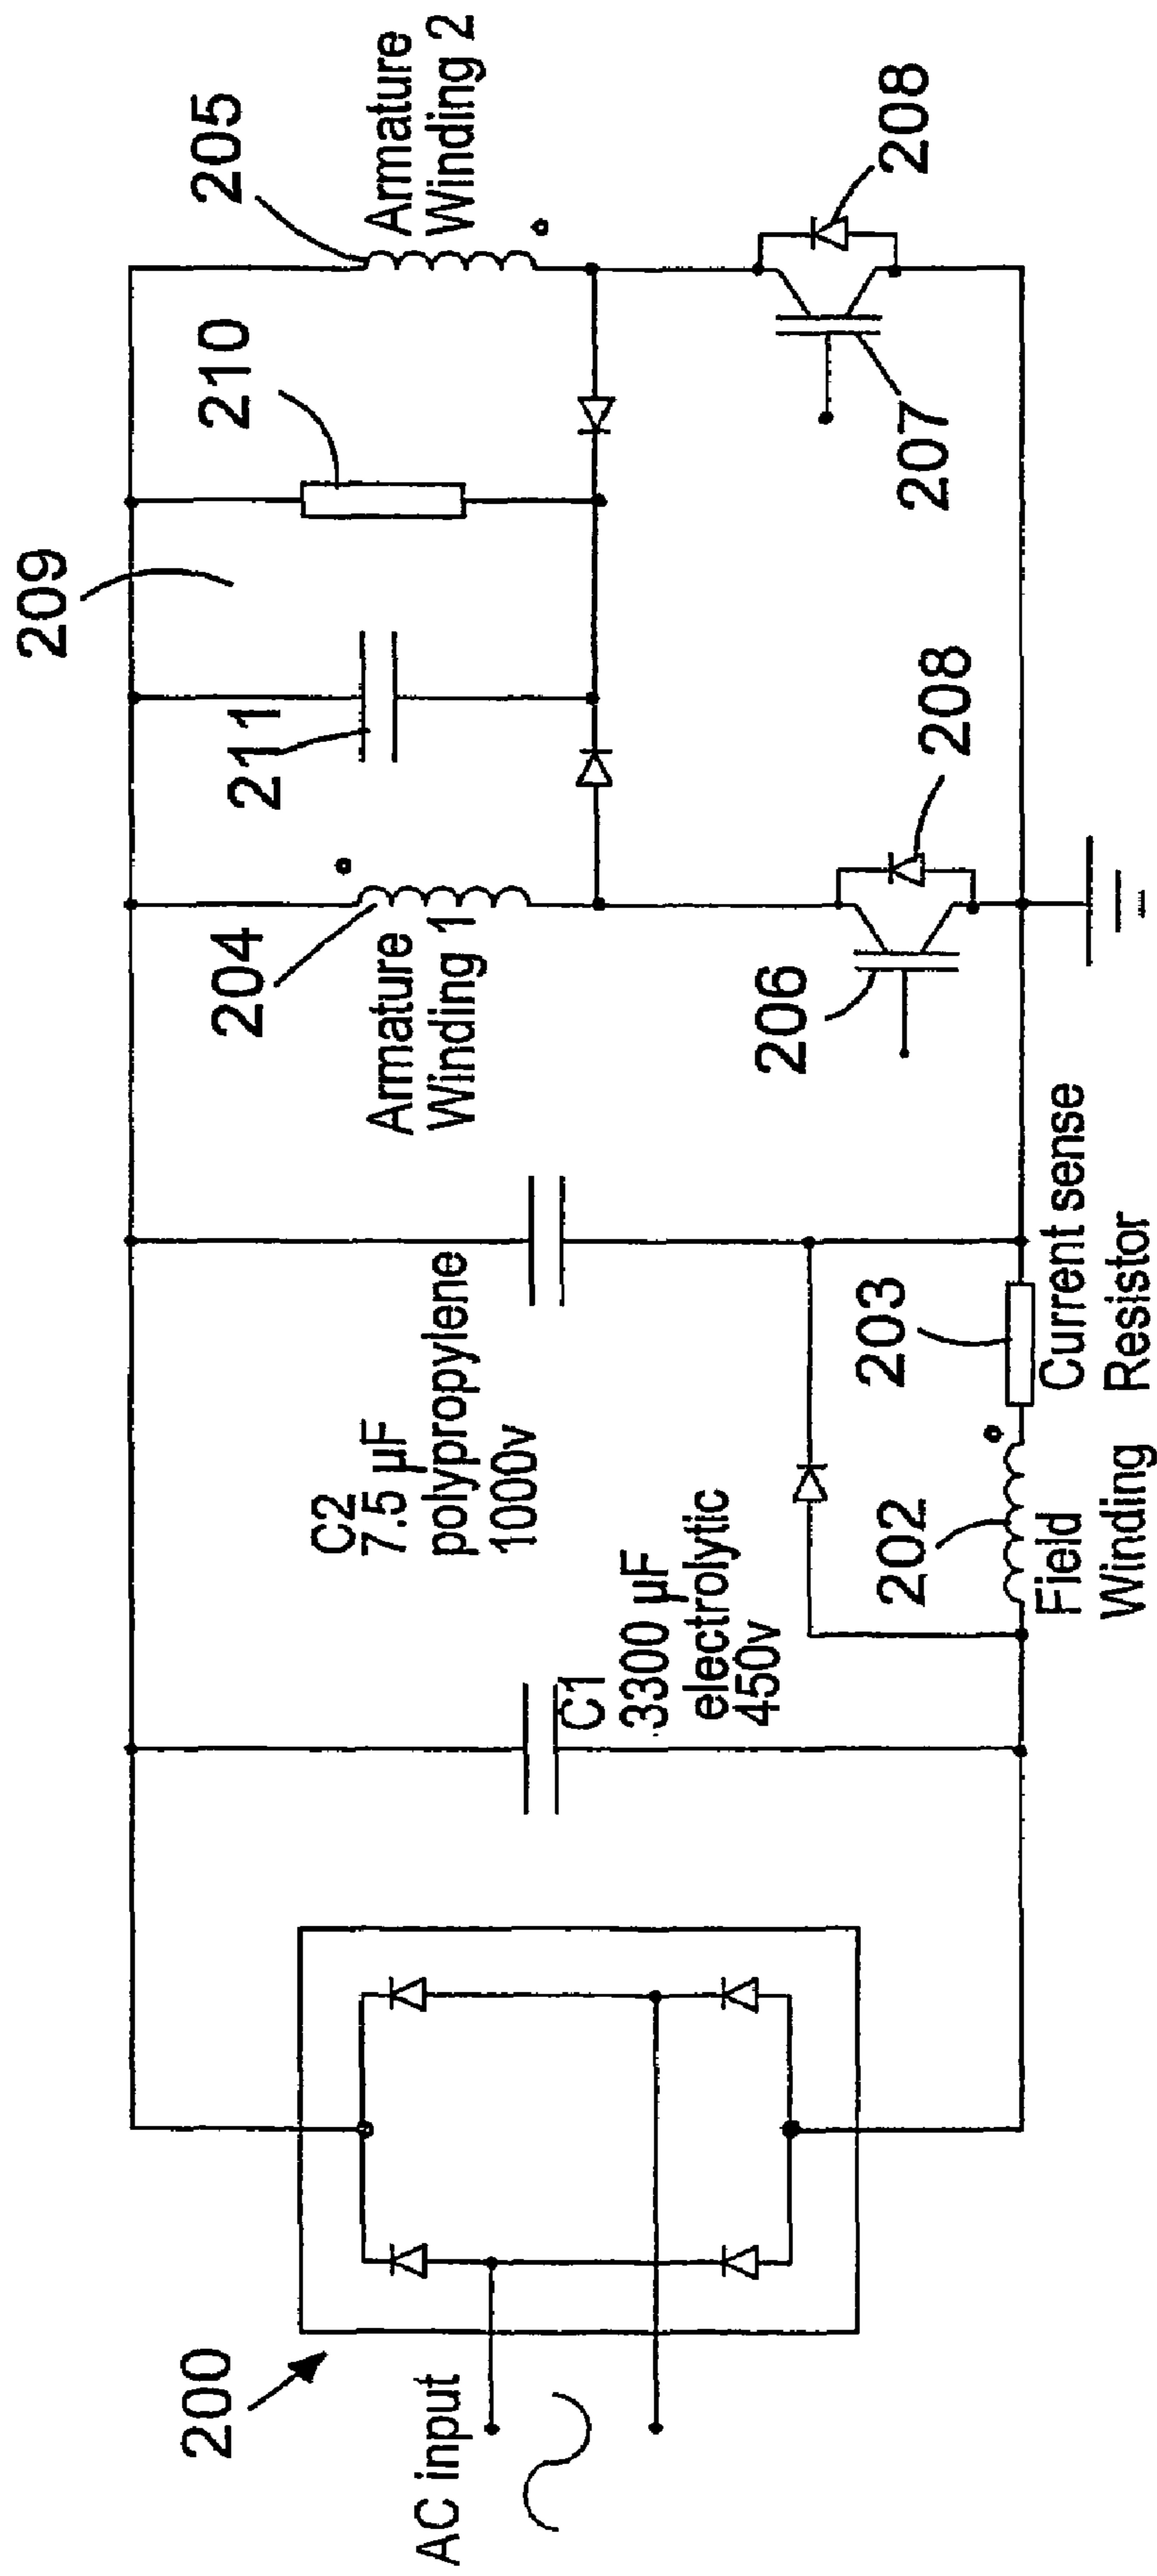 200
AC input
C1
3300 µF
electrolytic
450v
C2
7.5 µF
polypropylene
1000v
202
Field
Winding
203
Current sense
Resistor
204
Armature
Winding 1
206
208
211
209
210
205
Armature
Winding 2
207
208